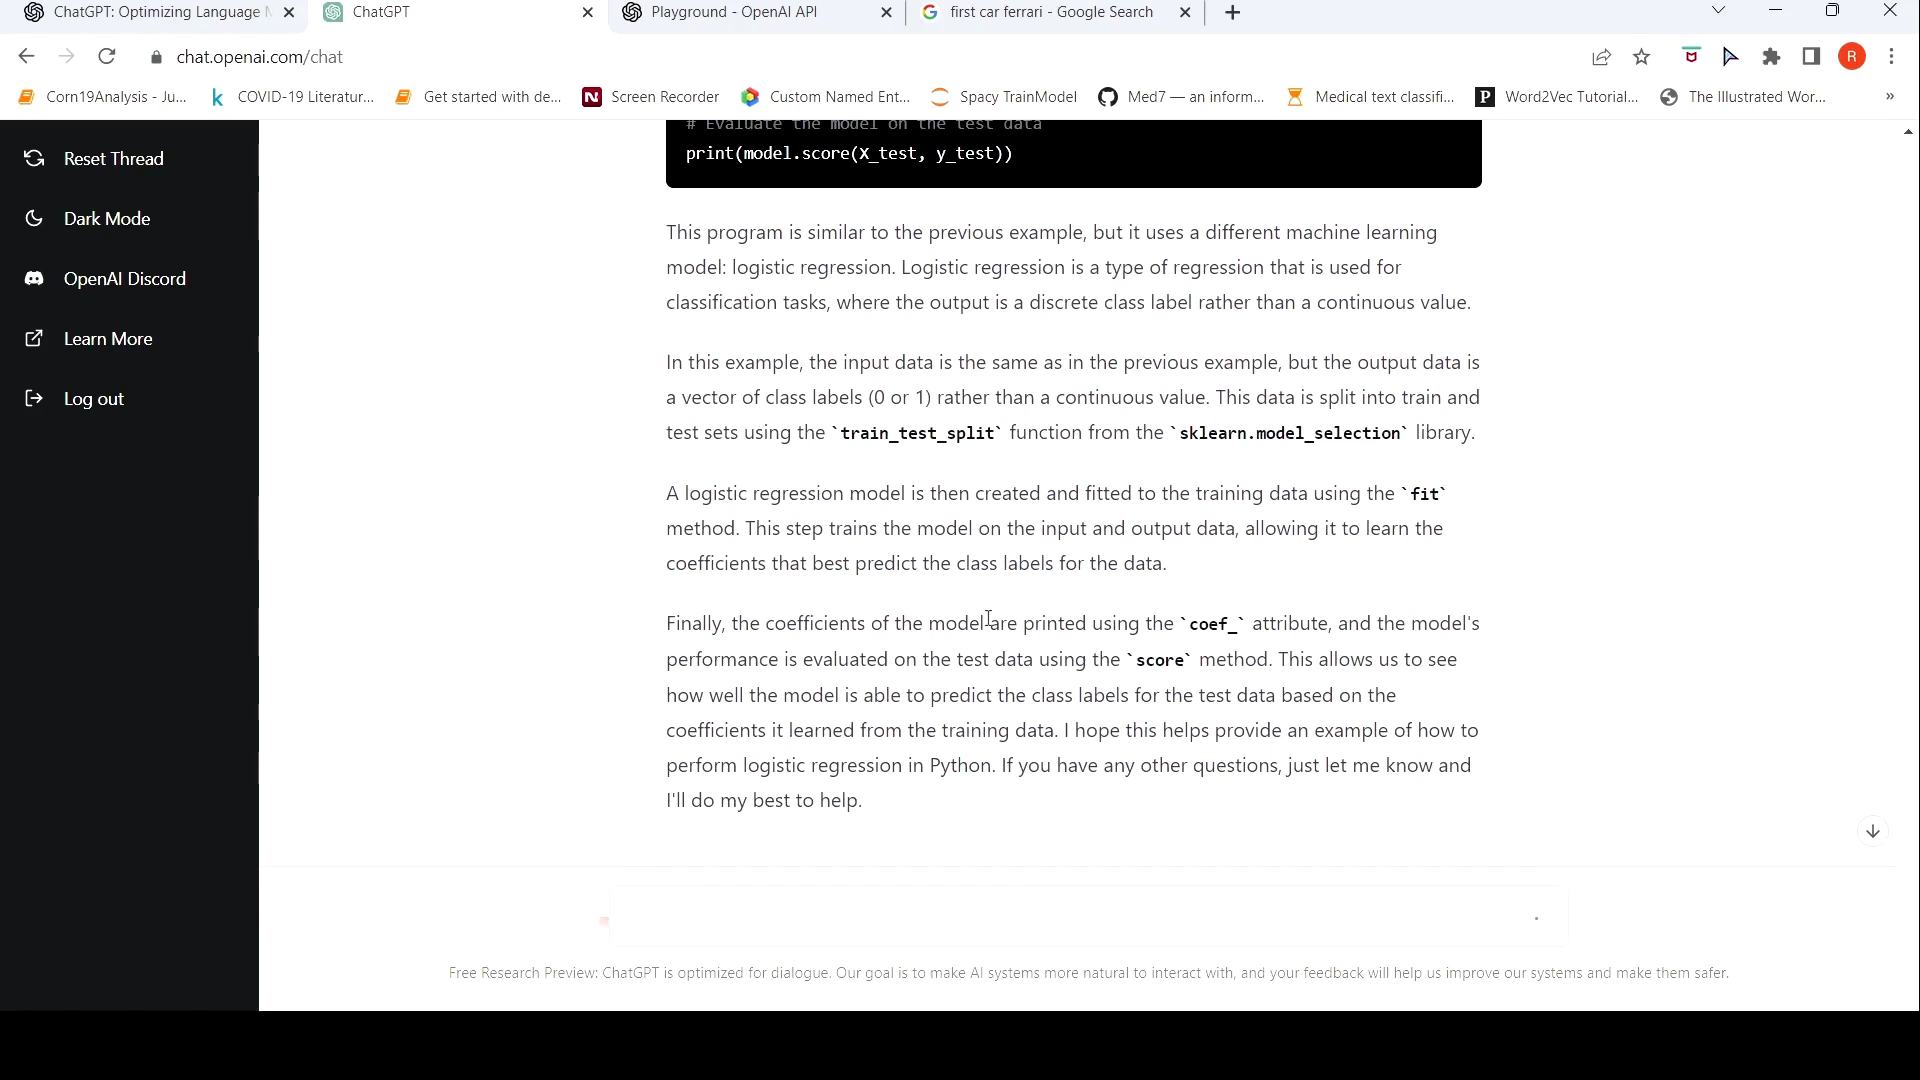 ChatGPT: Optimizing Language
ChatGPT
Playground - OpenAI API
first car ferrari - Google Search
chat.openai.com/chat
R
Corn19Analysis - Ju...
COVID-19 Literatur...
Get started with de...
N
Screen Recorder
Custom Named Ent...
Spacy TrainModel
Med7 — an inform...
Medical text classifi...
P
Word2Vec Tutorial...
The Illustrated Wor...
»
Reset Thread
Dark Mode
OpenAI Discord
Learn More
Log out
# Evaluate the model on the test data
print(model.score(X_test, y_test))
This program is similar to the previous example, but it uses a different machine learning
model: logistic regression. Logistic regression is a type of regression that is used for
classification tasks, where the output is a discrete class label rather than a continuous value.
In this example, the input data is the same as in the previous example, but the output data is
a vector of class labels (0 or 1) rather than a continuous value. This data is split into train and
test sets using the `train_test_split` function from the `sklearn.model_selection` library.
A logistic regression model is then created and fitted to the training data using the `fit`
method. This step trains the model on the input and output data, allowing it to learn the
coefficients that best predict the class labels for the data.
Finally, the coefficients of the model are printed using the `coef_` attribute, and the model's
performance is evaluated on the test data using the `score` method. This allows us to see
how well the model is able to predict the class labels for the test data based on the
coefficients it learned from the training data. I hope this helps provide an example of how to
perform logistic regression in Python. If you have any other questions, just let me know and
I'll do my best to help.
Free Research Preview: ChatGPT is optimized for dialogue. Our goal is to make AI systems more natural to interact with, and your feedback will help us improve our systems and make them safer.